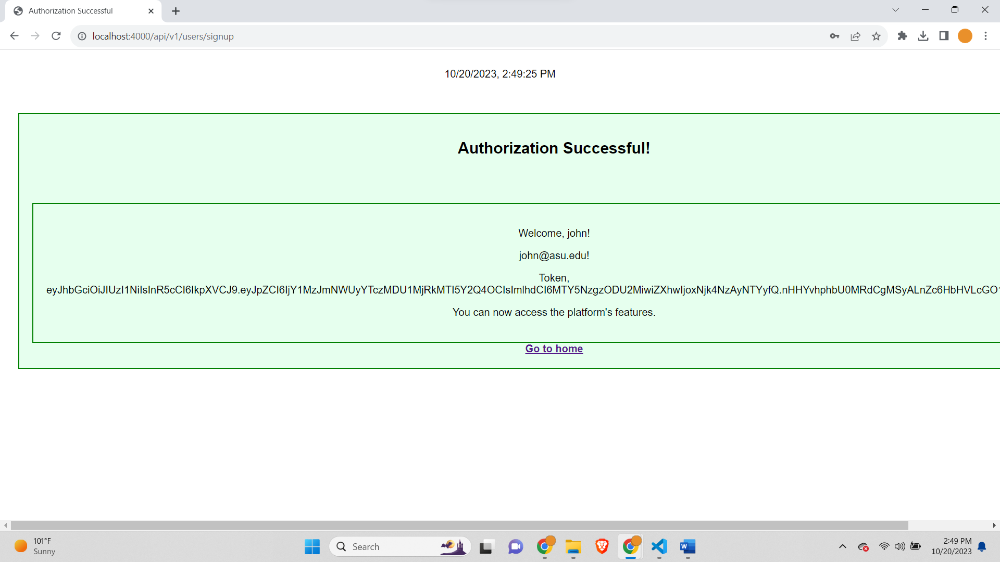 Authorization Successful
localhost:4000/api/v1/users/signup
10/20/2023, 2:49:25 PM
Authorization Successful!
Welcome, john!
john@asu.edu!
Token,
eyJhbGciOiJIUzI1NiIsInR5cCI6IkpXVCJ9.eyJpZCI6IjY1MzJmNWUyYTczMDU1MjRkMTI5Y2Q4OCIsImlhdCI6MTY5NzgzODU2MiwiZXhwIjoxNjk4NzAyNTYyfQ.nHHYvhphbU0MRdCgMSyALnZc6HbHVLcGO
You can now access the platform's features.
Go to home
101°F
Sunny
Search
2:49 PM
10/20/2023